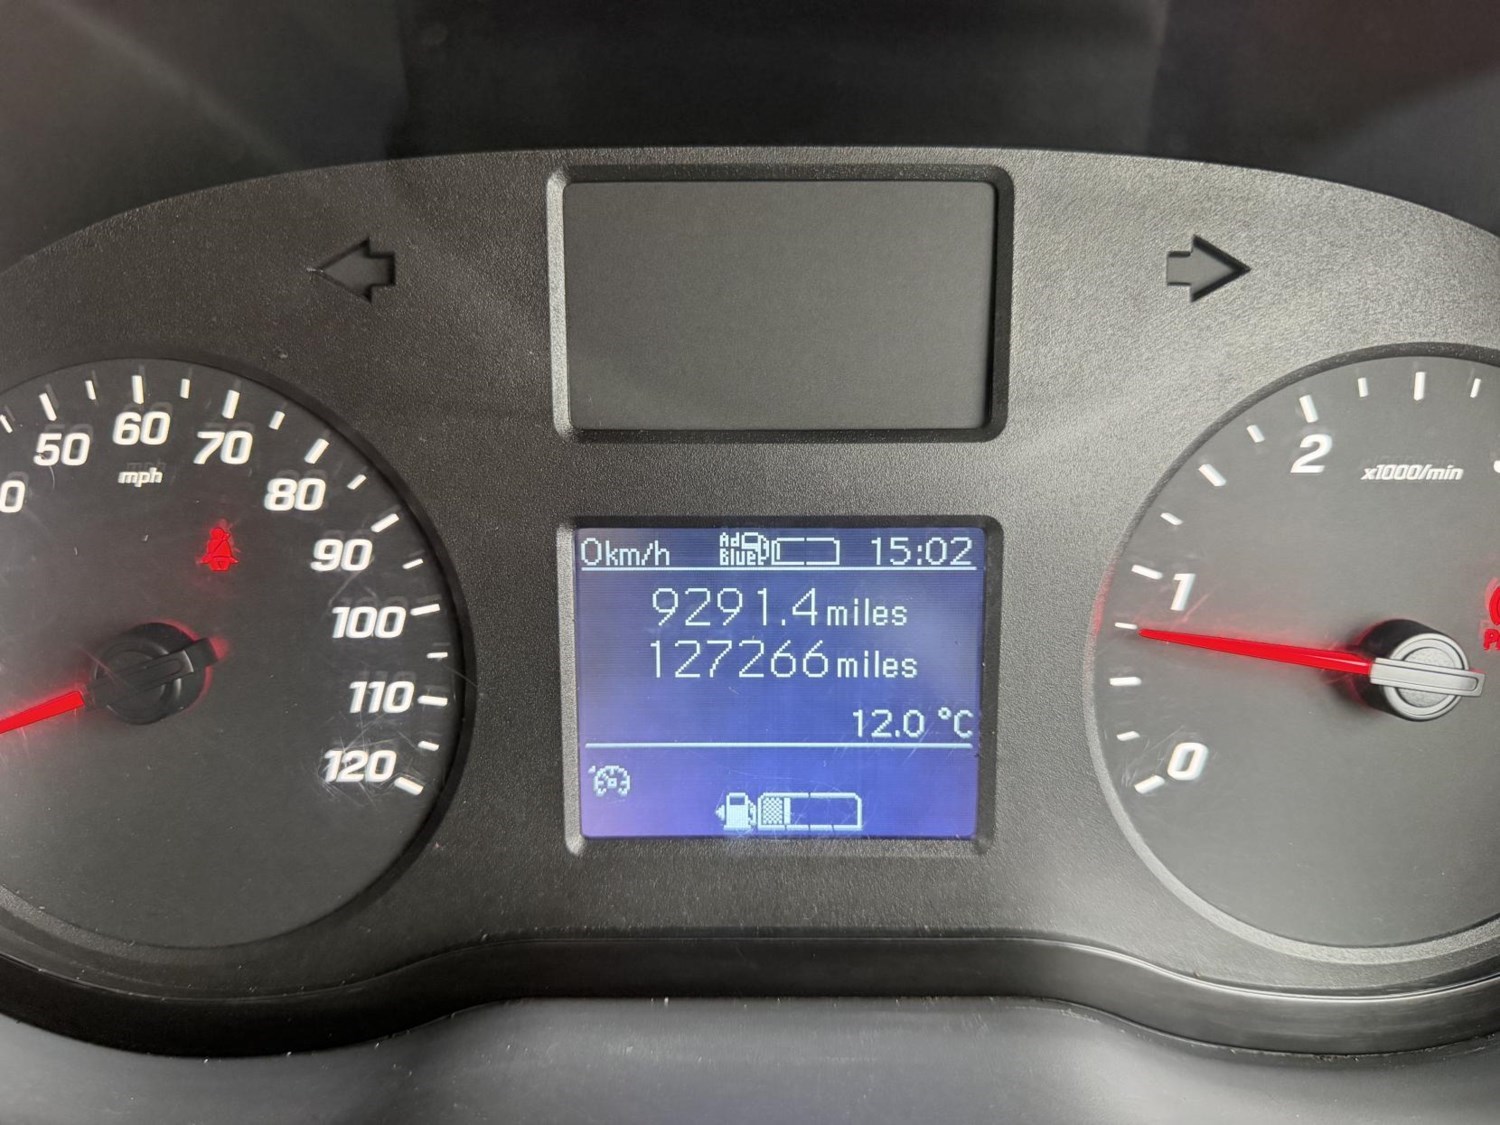 0km/h Ad Blue 15:02
9291.4 miles
127266 miles
12.0 °C
50 60 70 80 90 100 110 120
mph
2
x1000/min
1
0